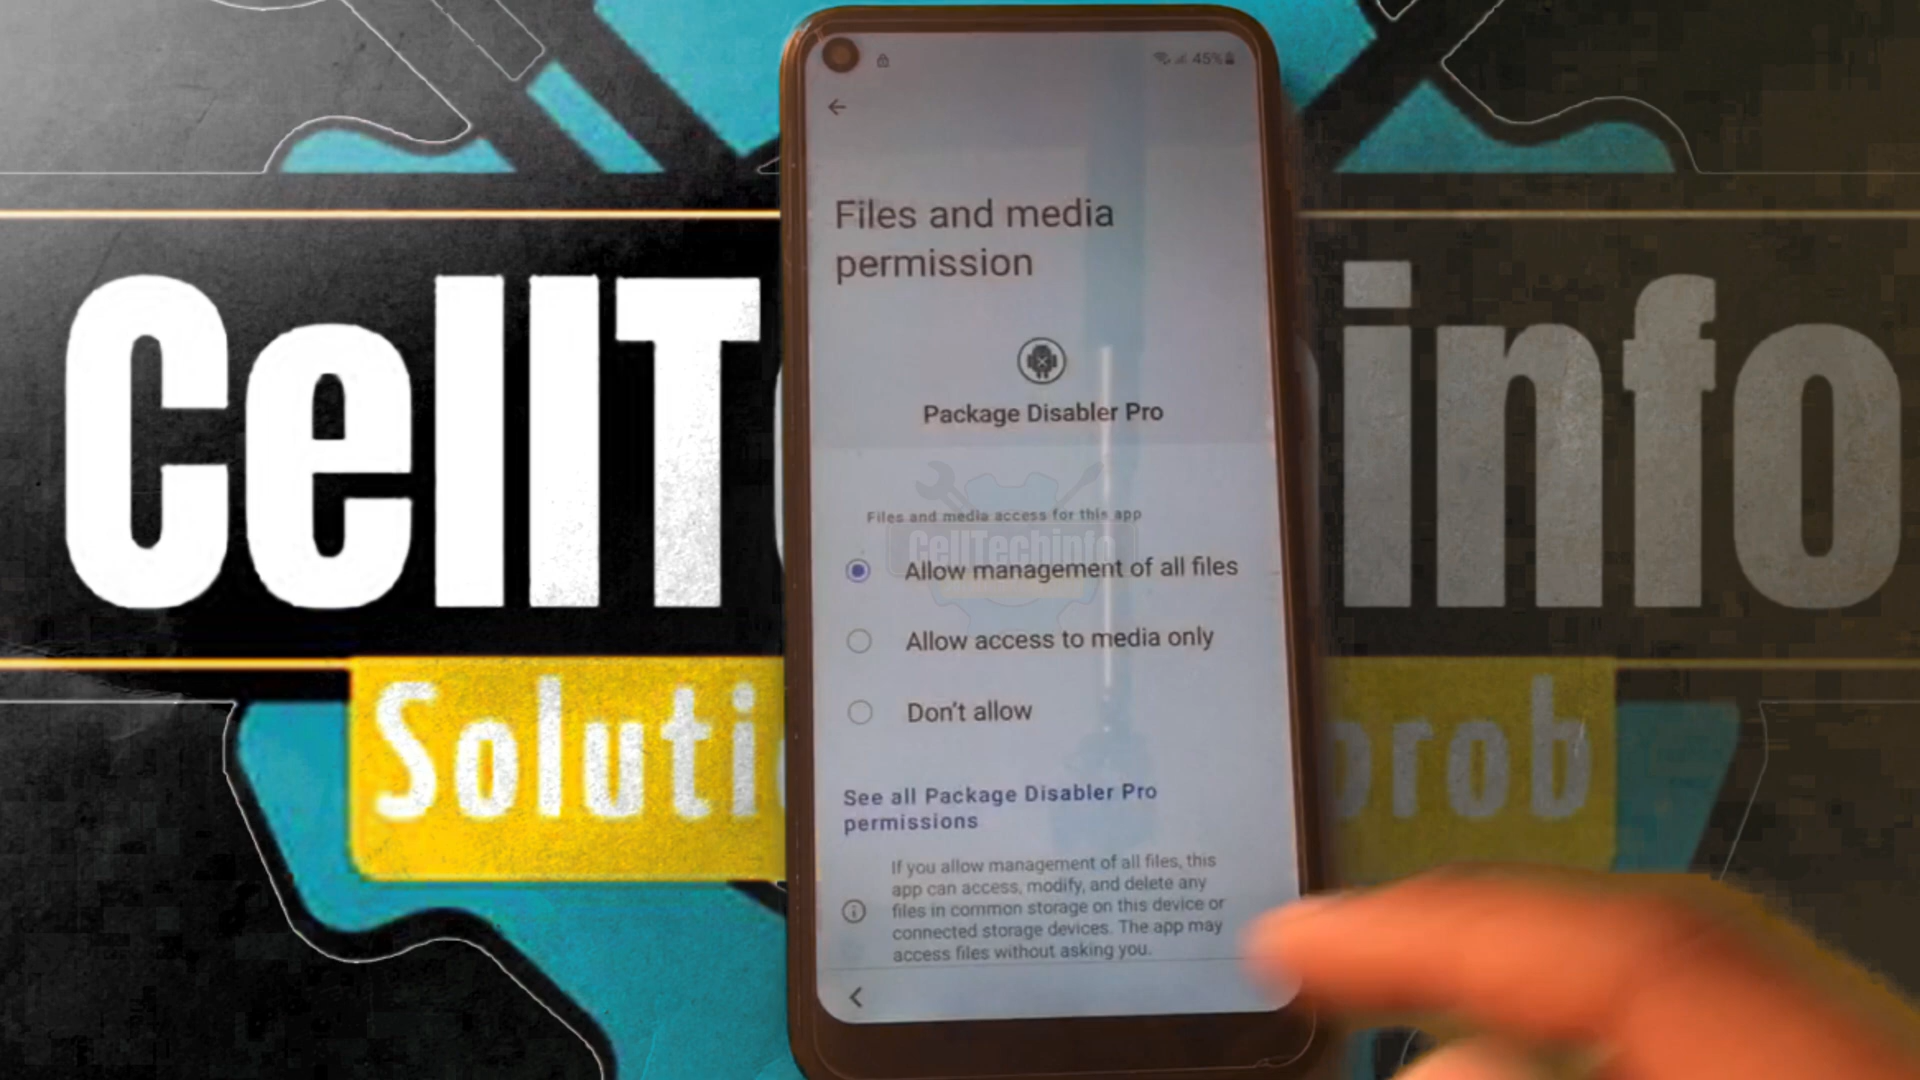 45%
Files and media
permission
Package Disabler Pro
Files and media access for this app
CellTechinfo
Allow management of all files
Allow access to media only
Don't allow
See all Package Disabler Pro
permissions
If you allow management of all files, this
app can access, modify, and delete any
files in common storage on this device or
connected storage devices. The app may
access files without asking you.
CellT info
Soluti prob